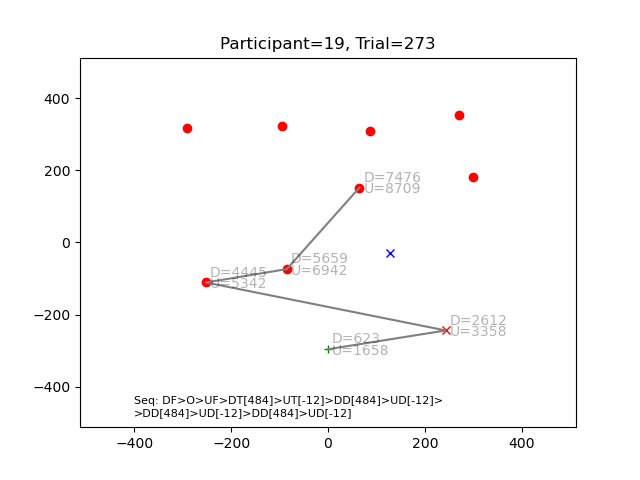 Participant=19, Trial=273
400
200
0
−200
−400
D=7476
U=8709
D=5659
U=6942
D=4445
U=5342
D=2612
U=3358
D=623
U=1658
Seq: DF>O>UF>DT[484]>UT[-12]>DD[484]>UD[-12]>
>DD[484]>UD[-12]>DD[484]>UD[-12]
−400 −200 0 200 400